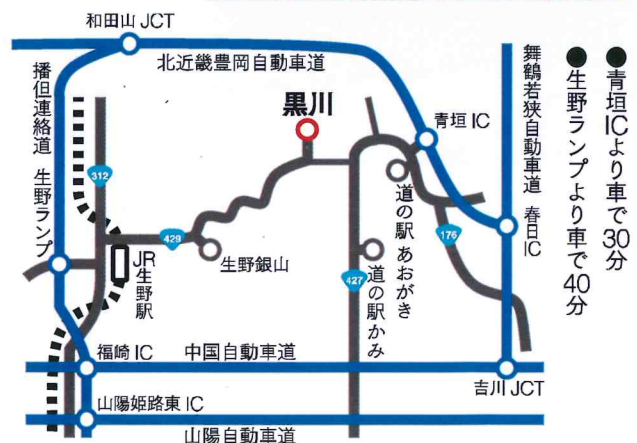 和田山 JCT
北近畿豊岡自動車道
播但連絡道
生野ランプ
312
JR生野駅
429
黒川
生野銀山
青垣 IC
道の駅 あおがき
道の駅かみ
427
176
舞鶴若狭自動車道
春日IC
●青垣ICより車で30分
●生野ランプより車で40分
福崎 IC
中国自動車道
吉川 JCT
山陽姫路東 IC
山陽自動車道